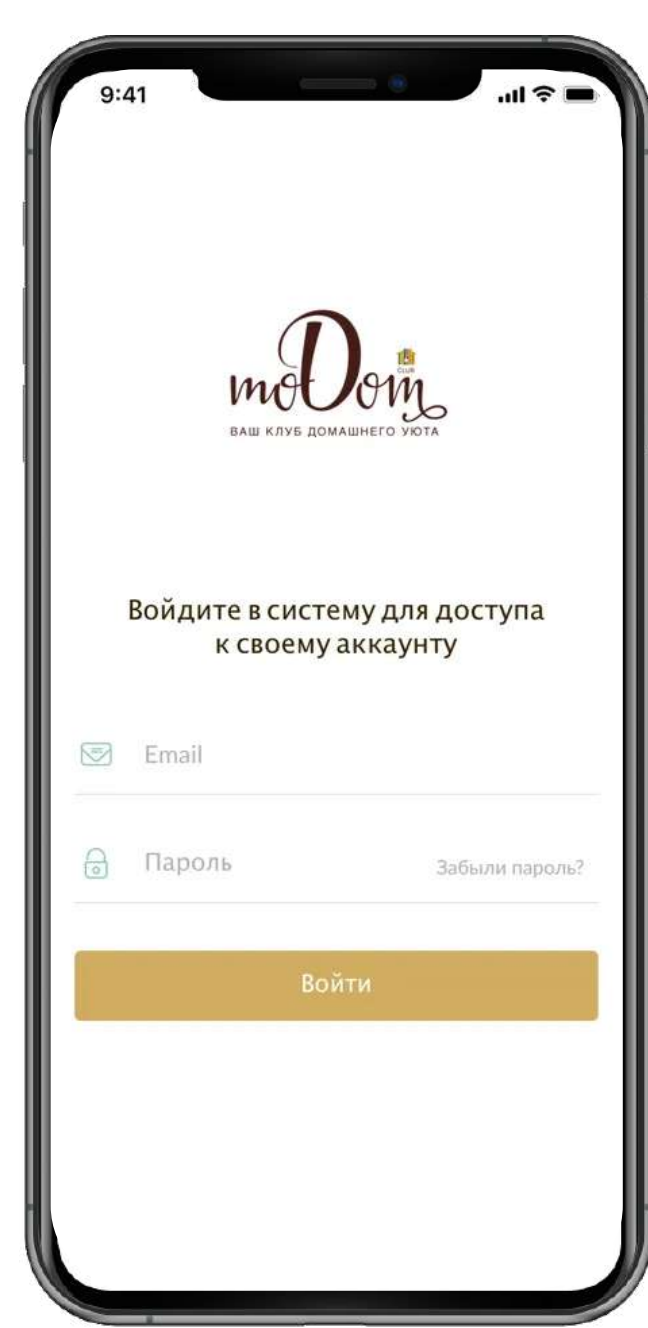 9:41
moDom
CLUB
ВАШ КЛУБ ДОМАШНЕГО УЮТА
Войдите в систему для доступа
к своему аккаунту
Email
Пароль
Забыли пароль?
Войти